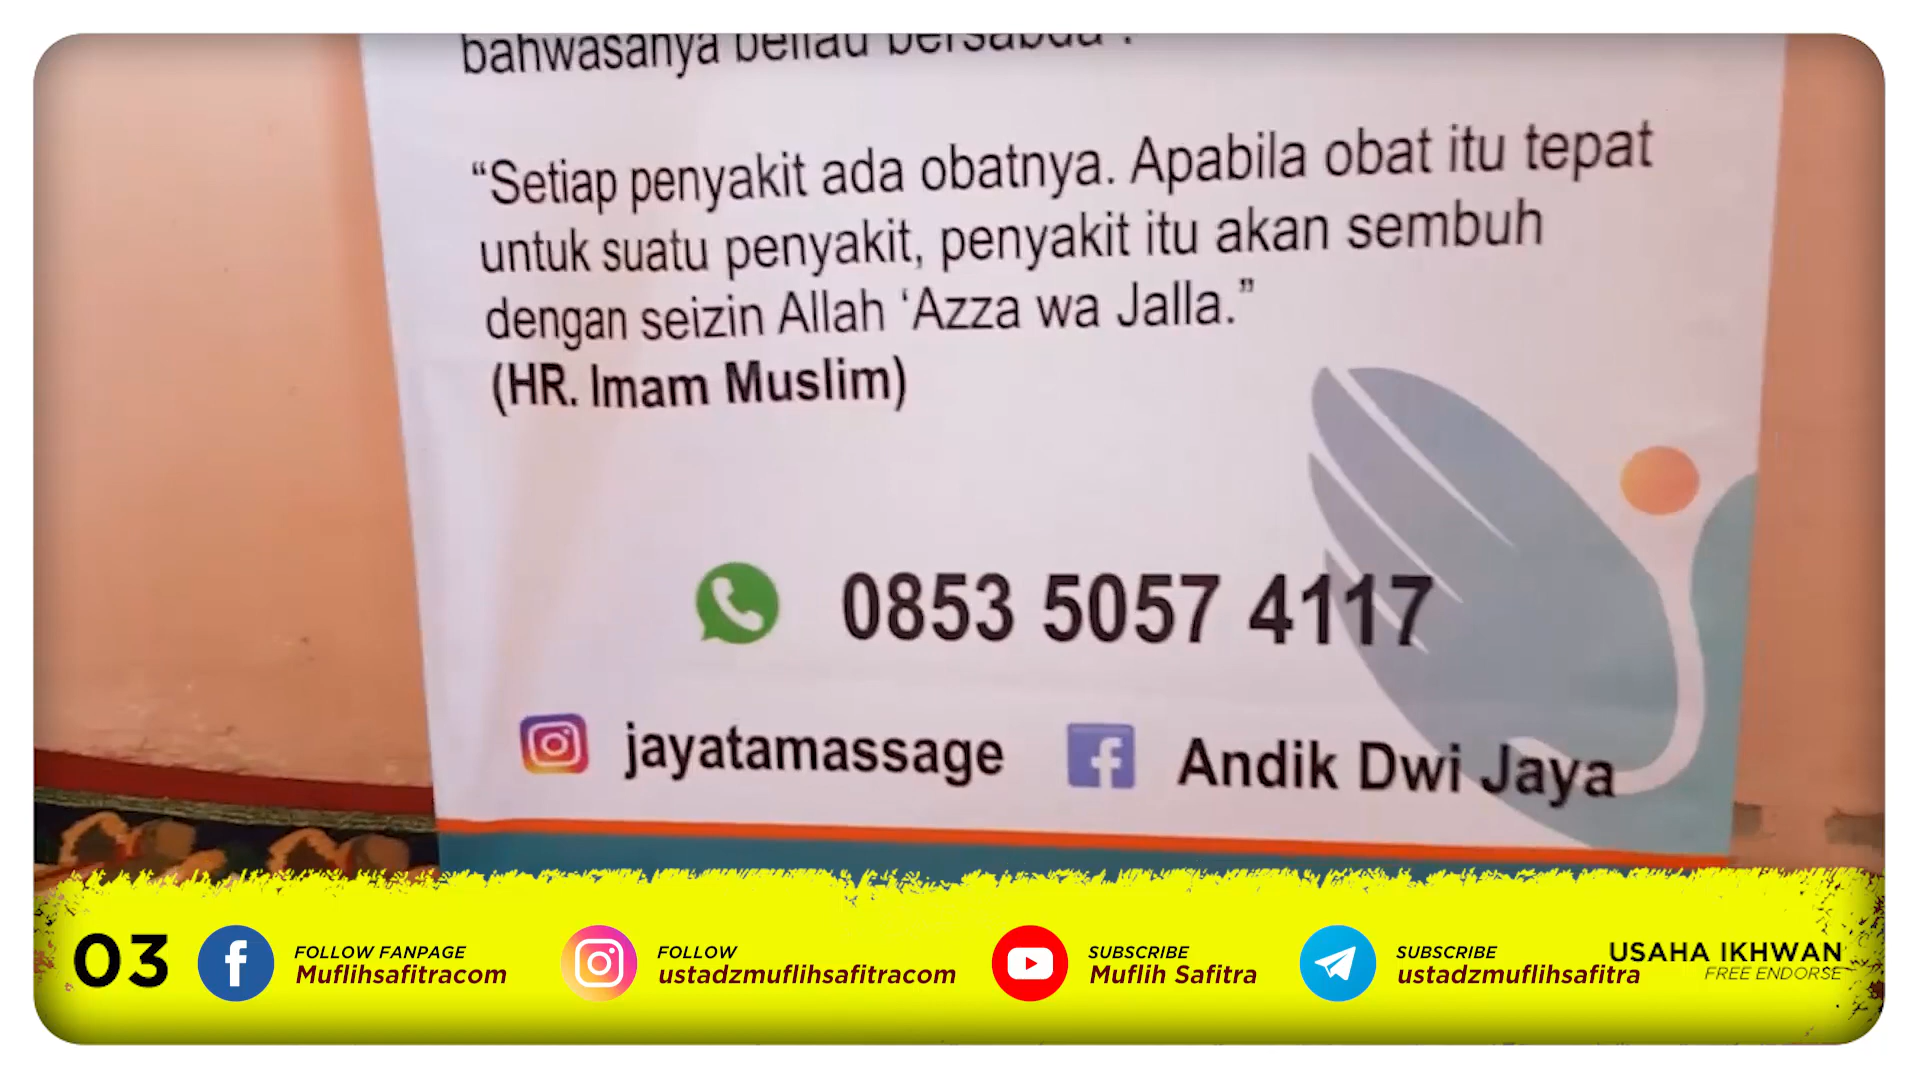 bahwasanya beliau bersabda :
“Setiap penyakit ada obatnya. Apabila obat itu tepat
untuk suatu penyakit, penyakit itu akan sembuh
dengan seizin Allah ‘Azza wa Jalla.”
(HR. Imam Muslim)
0853 5057 4117
jayatamassage
Andik Dwi Jaya
03
FOLLOW FANPAGE
Muflihsafitracom
FOLLOW
ustadzmuflihsafitracom
SUBSCRIBE
Muflih Safitra
SUBSCRIBE
ustadzmuflihsafitra
USAHA IKHWAN
FREE ENDORSE